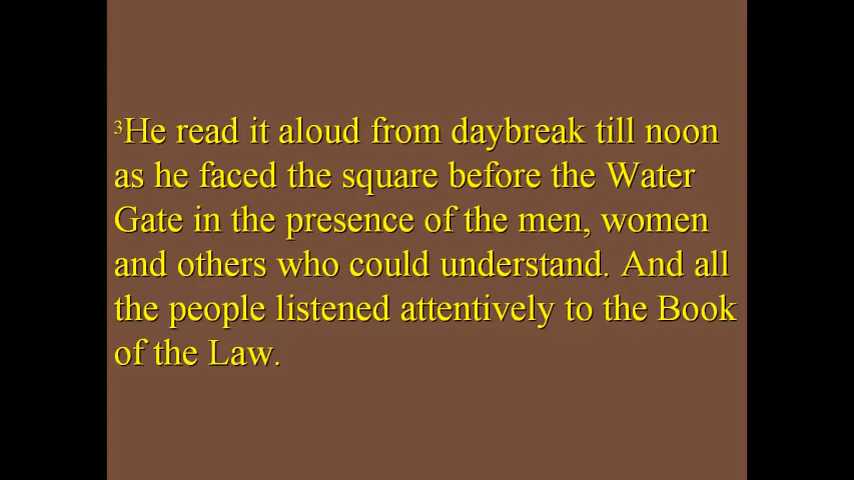 ³He read it aloud from daybreak till noon
as he faced the square before the Water
Gate in the presence of the men, women
and others who could understand. And all
the people listened attentively to the Book
of the Law.